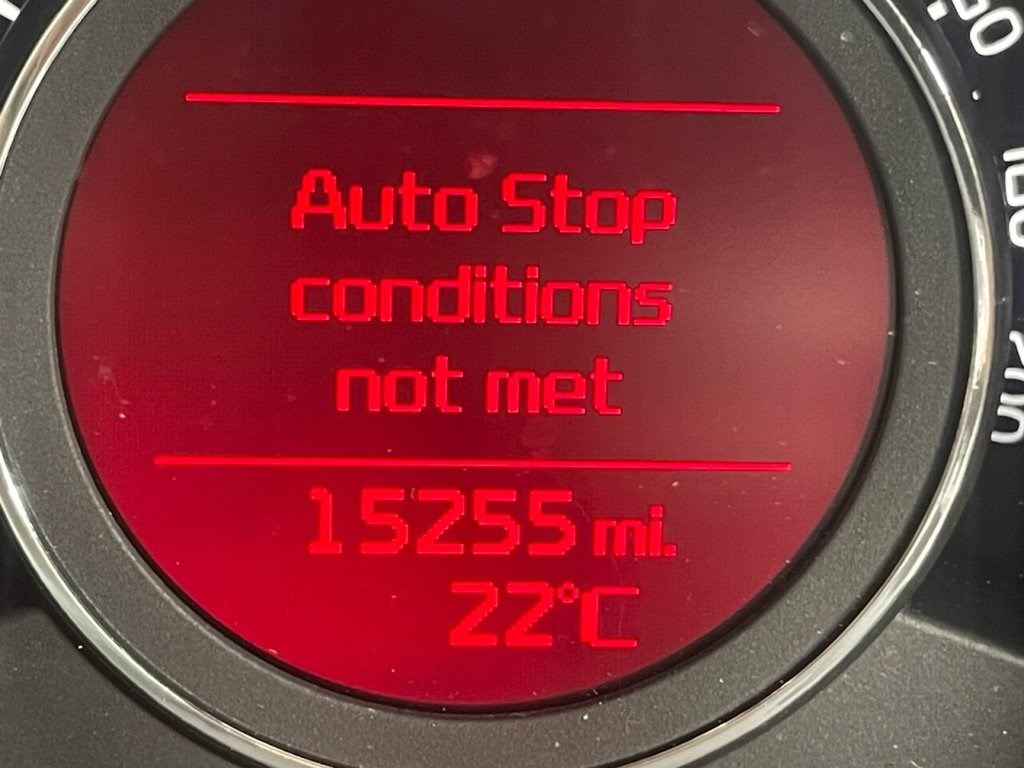 Auto Stop
conditions
not met
15255 mi.
22°C